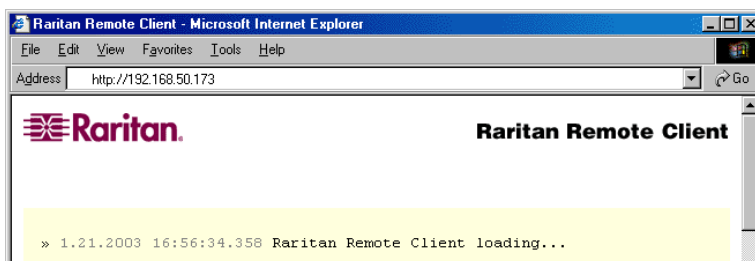 Raritan Remote Client - Microsoft Internet Explorer
File Edit View Favorites Tools Help
Address http://192.168.50.173 Go
Raritan. Raritan Remote Client
» 1.21.2003 16:56:34.358 Raritan Remote Client loading...